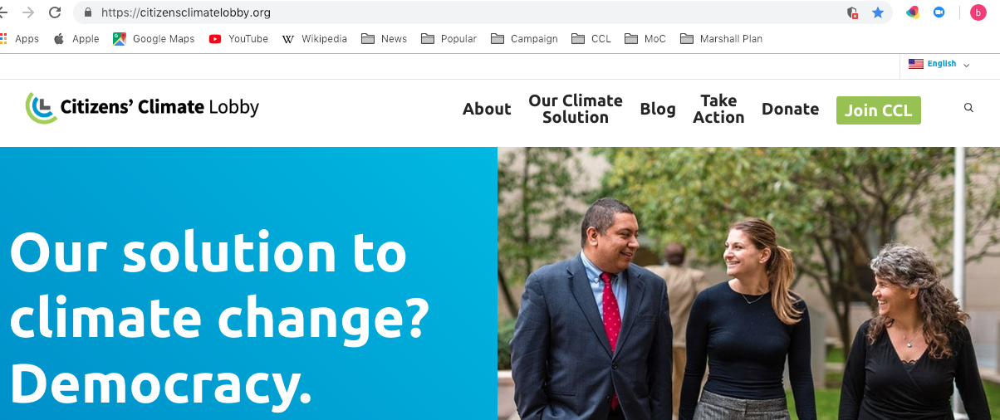 https://citizensclimatelobby.org
b
Apps Apple Google Maps YouTube W Wikipedia News Popular Campaign CCL MoC Marshall Plan
English
Citizens’ Climate Lobby
About Our Climate Solution Blog Take Action Donate Join CCL
Our solution to
climate change?
Democracy.